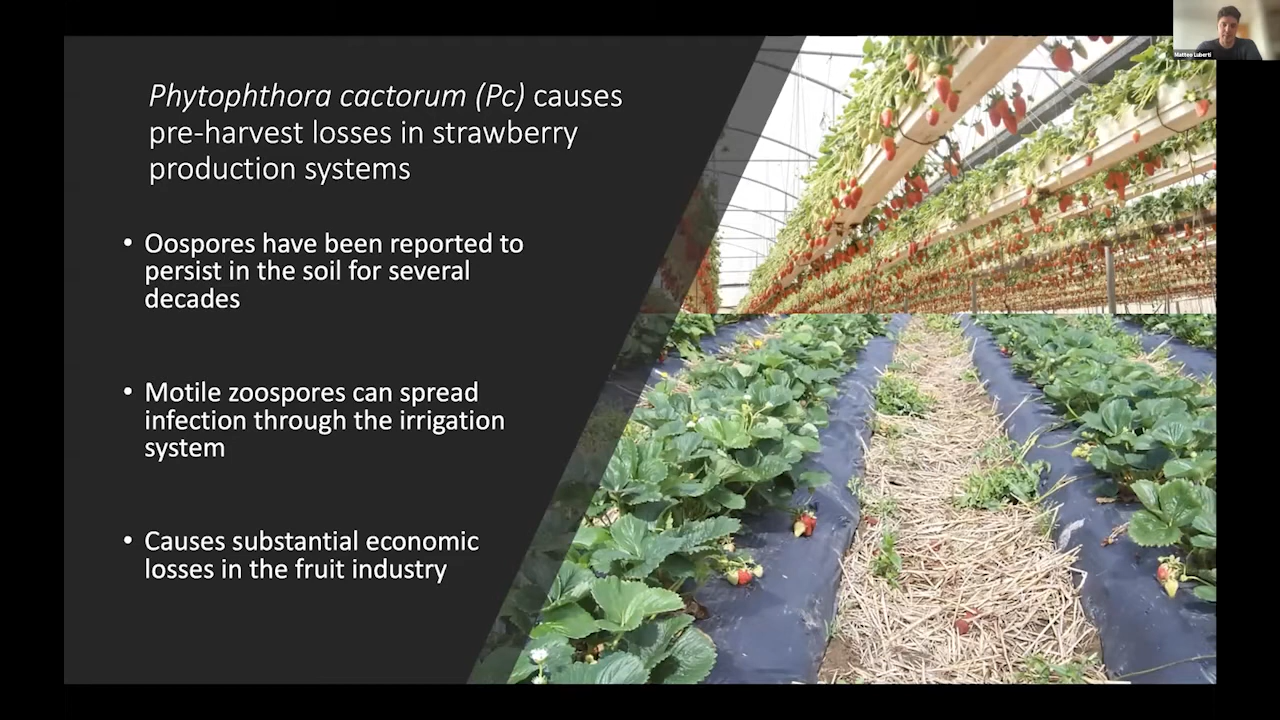 Matteo Luberti
Phytophthora cactorum (Pc) causes
pre-harvest losses in strawberry
production systems
• Oospores have been reported to
persist in the soil for several
decades
• Motile zoospores can spread
infection through the irrigation
system
• Causes substantial economic
losses in the fruit industry